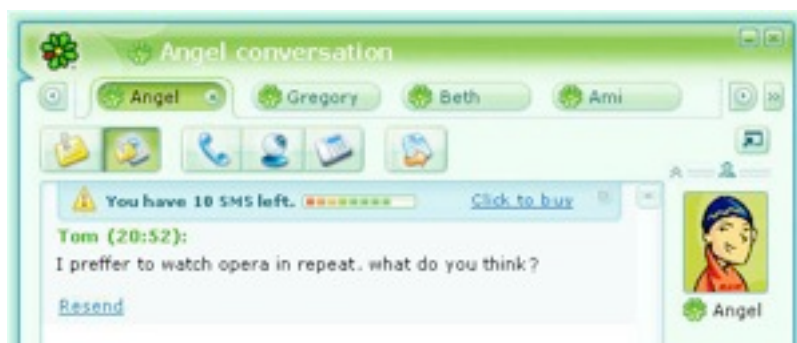 Angel conversation
Angel Gregory Beth Ami
You have 10 SMS left. Click to buy
Tom (20:52):
I preffer to watch opera in repeat. what do you think?
Resend
Angel